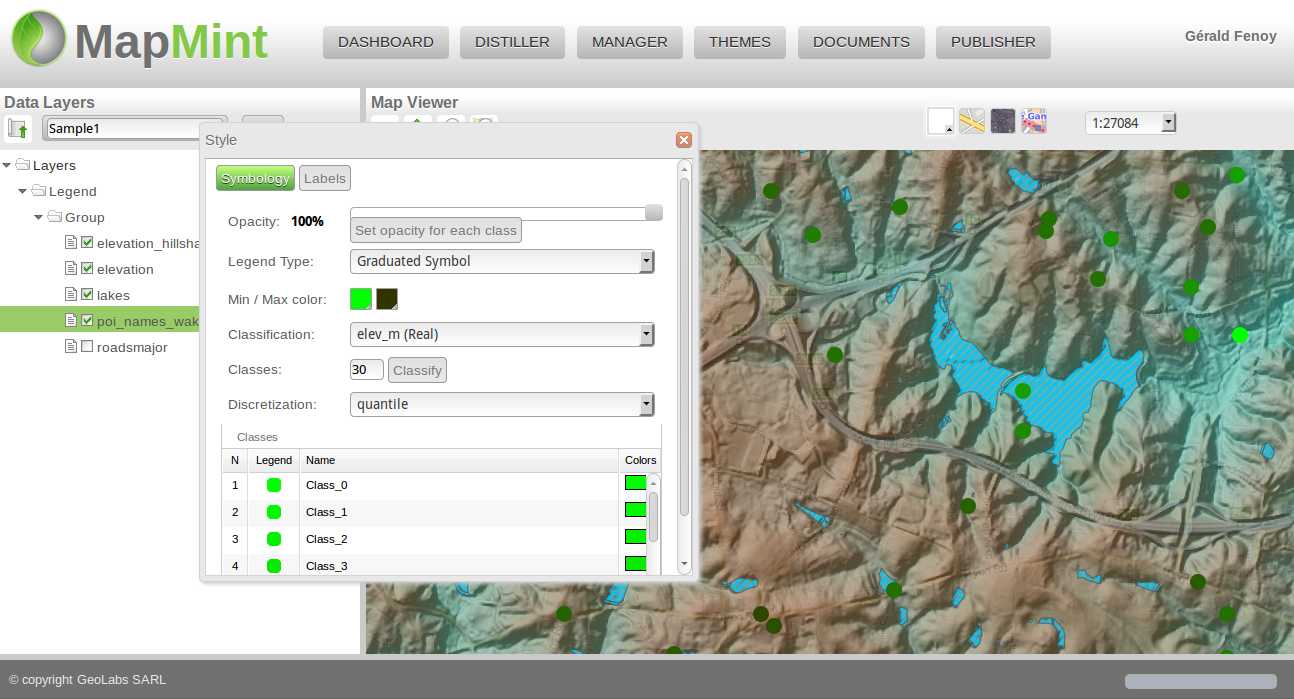 MapMint
DASHBOARD
DISTILLER
MANAGER
THEMES
DOCUMENTS
PUBLISHER
Gérald Fenoy
Data Layers
Map Viewer
Sample1
e Gan
1:27084
Layers
Legend
Group
elevation_hillsha
elevation
lakes
poi_names_wak
roadsmajor
Style
Symbology
Labels
Opacity: 100%
Set opacity for each class
Legend Type: Graduated Symbol
Min / Max color:
Classification: elev_m (Real)
Classes: 30 Classify
Discretization: quantile
Classes
N Legend Name Colors
1 Class_0
2 Class_1
3 Class_2
4 Class_3
© copyright GeoLabs SARL